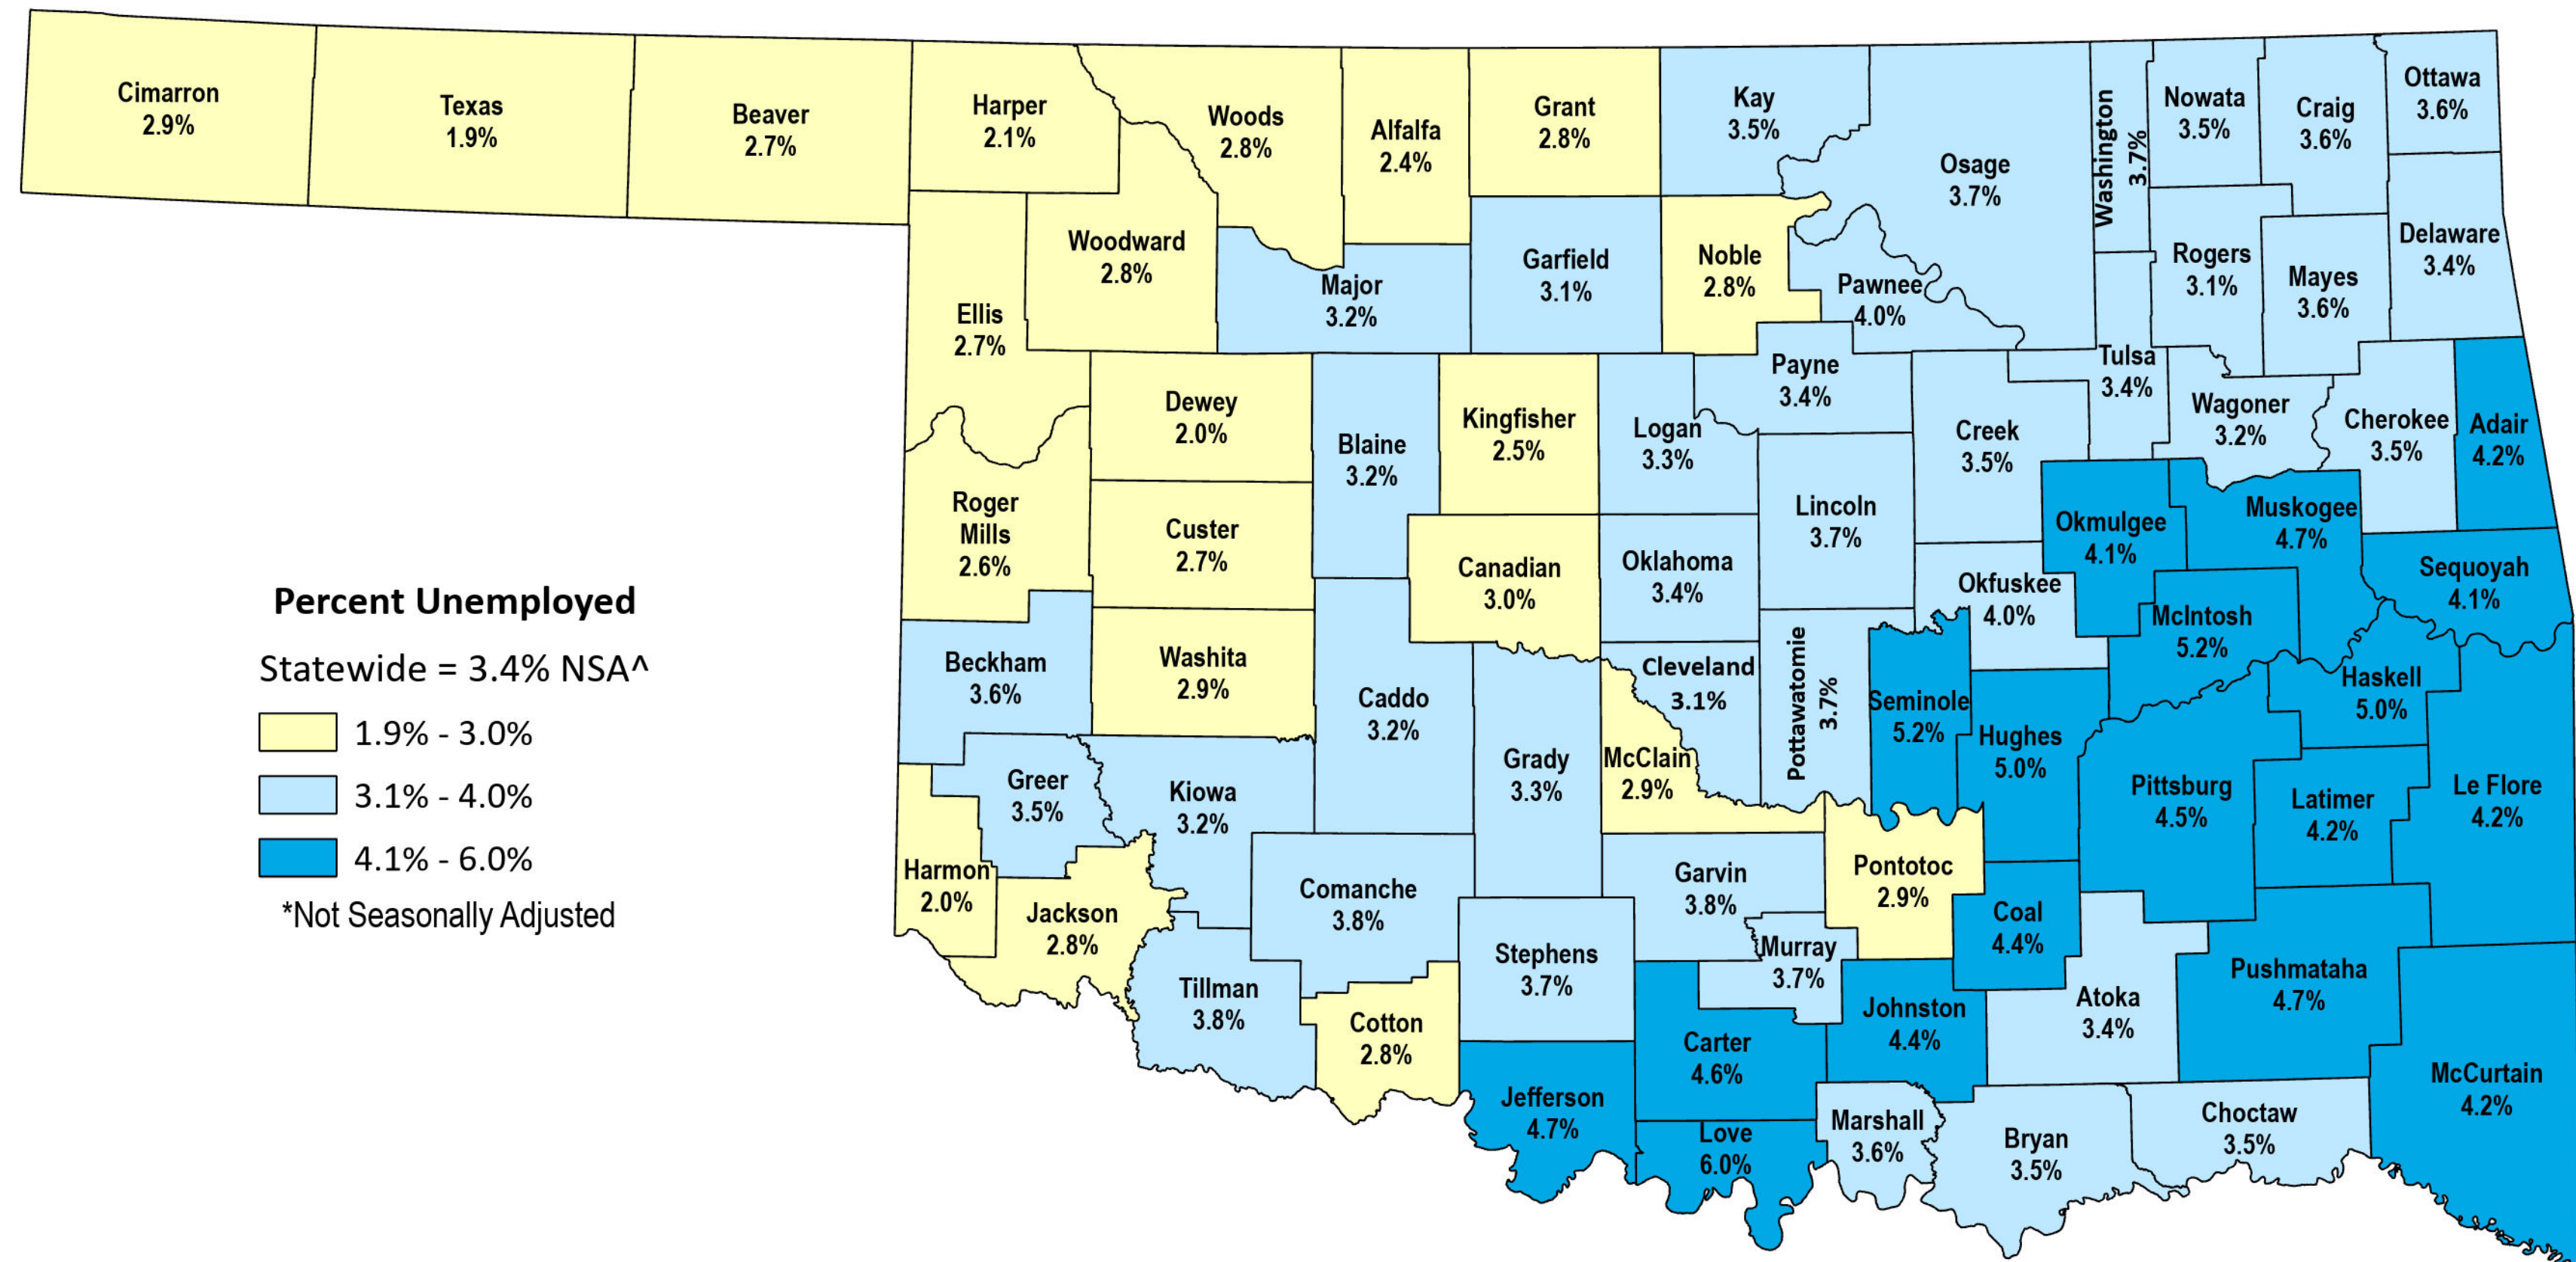 Cimarron
2.9%
Texas
1.9%
Beaver
2.7%
Harper
2.1%
Woods
2.8%
Alfalfa
2.4%
Grant
2.8%
Kay
3.5%
Osage
3.7%
Washington
3.7%
Nowata
3.5%
Craig
3.6%
Ottawa
3.6%
Ellis
2.7%
Woodward
2.8%
Major
3.2%
Garfield
3.1%
Noble
2.8%
Pawnee
4.0%
Rogers
3.1%
Mayes
3.6%
Delaware
3.4%
Dewey
2.0%
Blaine
3.2%
Kingfisher
2.5%
Logan
3.3%
Payne
3.4%
Creek
3.5%
Tulsa
3.4%
Wagoner
3.2%
Cherokee
3.5%
Adair
4.2%
Roger
Mills
2.6%
Custer
2.7%
Canadian
3.0%
Oklahoma
3.4%
Lincoln
3.7%
Okfuskee
4.0%
Okmulgee
4.1%
Muskogee
4.7%
Sequoyah
4.1%
McIntosh
5.2%
Beckham
3.6%
Washita
2.9%
Caddo
3.2%
Grady
3.3%
McClain
2.9%
Cleveland
3.1%
Pottawatomie
3.7%
Seminole
5.2%
Hughes
5.0%
Pittsburg
4.5%
Haskell
5.0%
Latimer
4.2%
Le Flore
4.2%
Greer
3.5%
Kiowa
3.2%
Harmon
2.0%
Jackson
2.8%
Comanche
3.8%
Garvin
3.8%
Pontotoc
2.9%
Coal
4.4%
Tillman
3.8%
Cotton
2.8%
Stephens
3.7%
Murray
3.7%
Johnston
4.4%
Atoka
3.4%
Pushmataha
4.7%
Jefferson
4.7%
Carter
4.6%
Love
6.0%
Marshall
3.6%
Bryan
3.5%
Choctaw
3.5%
McCurtain
4.2%
Percent Unemployed
Statewide = 3.4% NSA^
1.9% - 3.0%
3.1% - 4.0%
4.1% - 6.0%
*Not Seasonally Adjusted